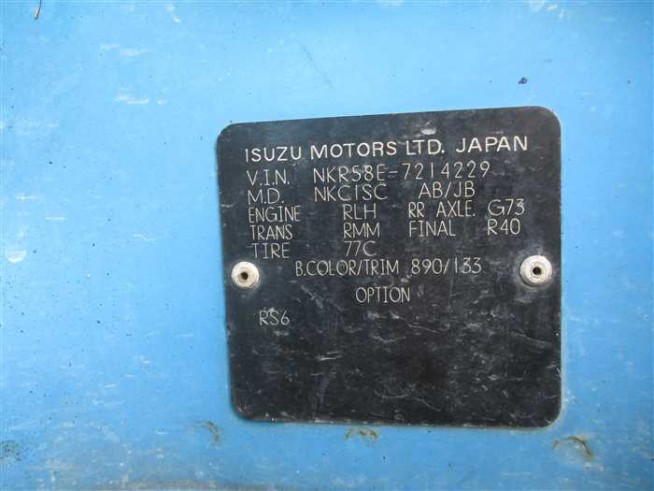 ISUZU MOTORS LTD. JAPAN
V.I.N. NKR58E-7214229
M.D. NKC1SC AB/JB
ENGINE RLH RR AXLE. G73
TRANS RMM FINAL R40
TIRE 77C
B.COLOR/TRIM 890/133
OPTION
RS6